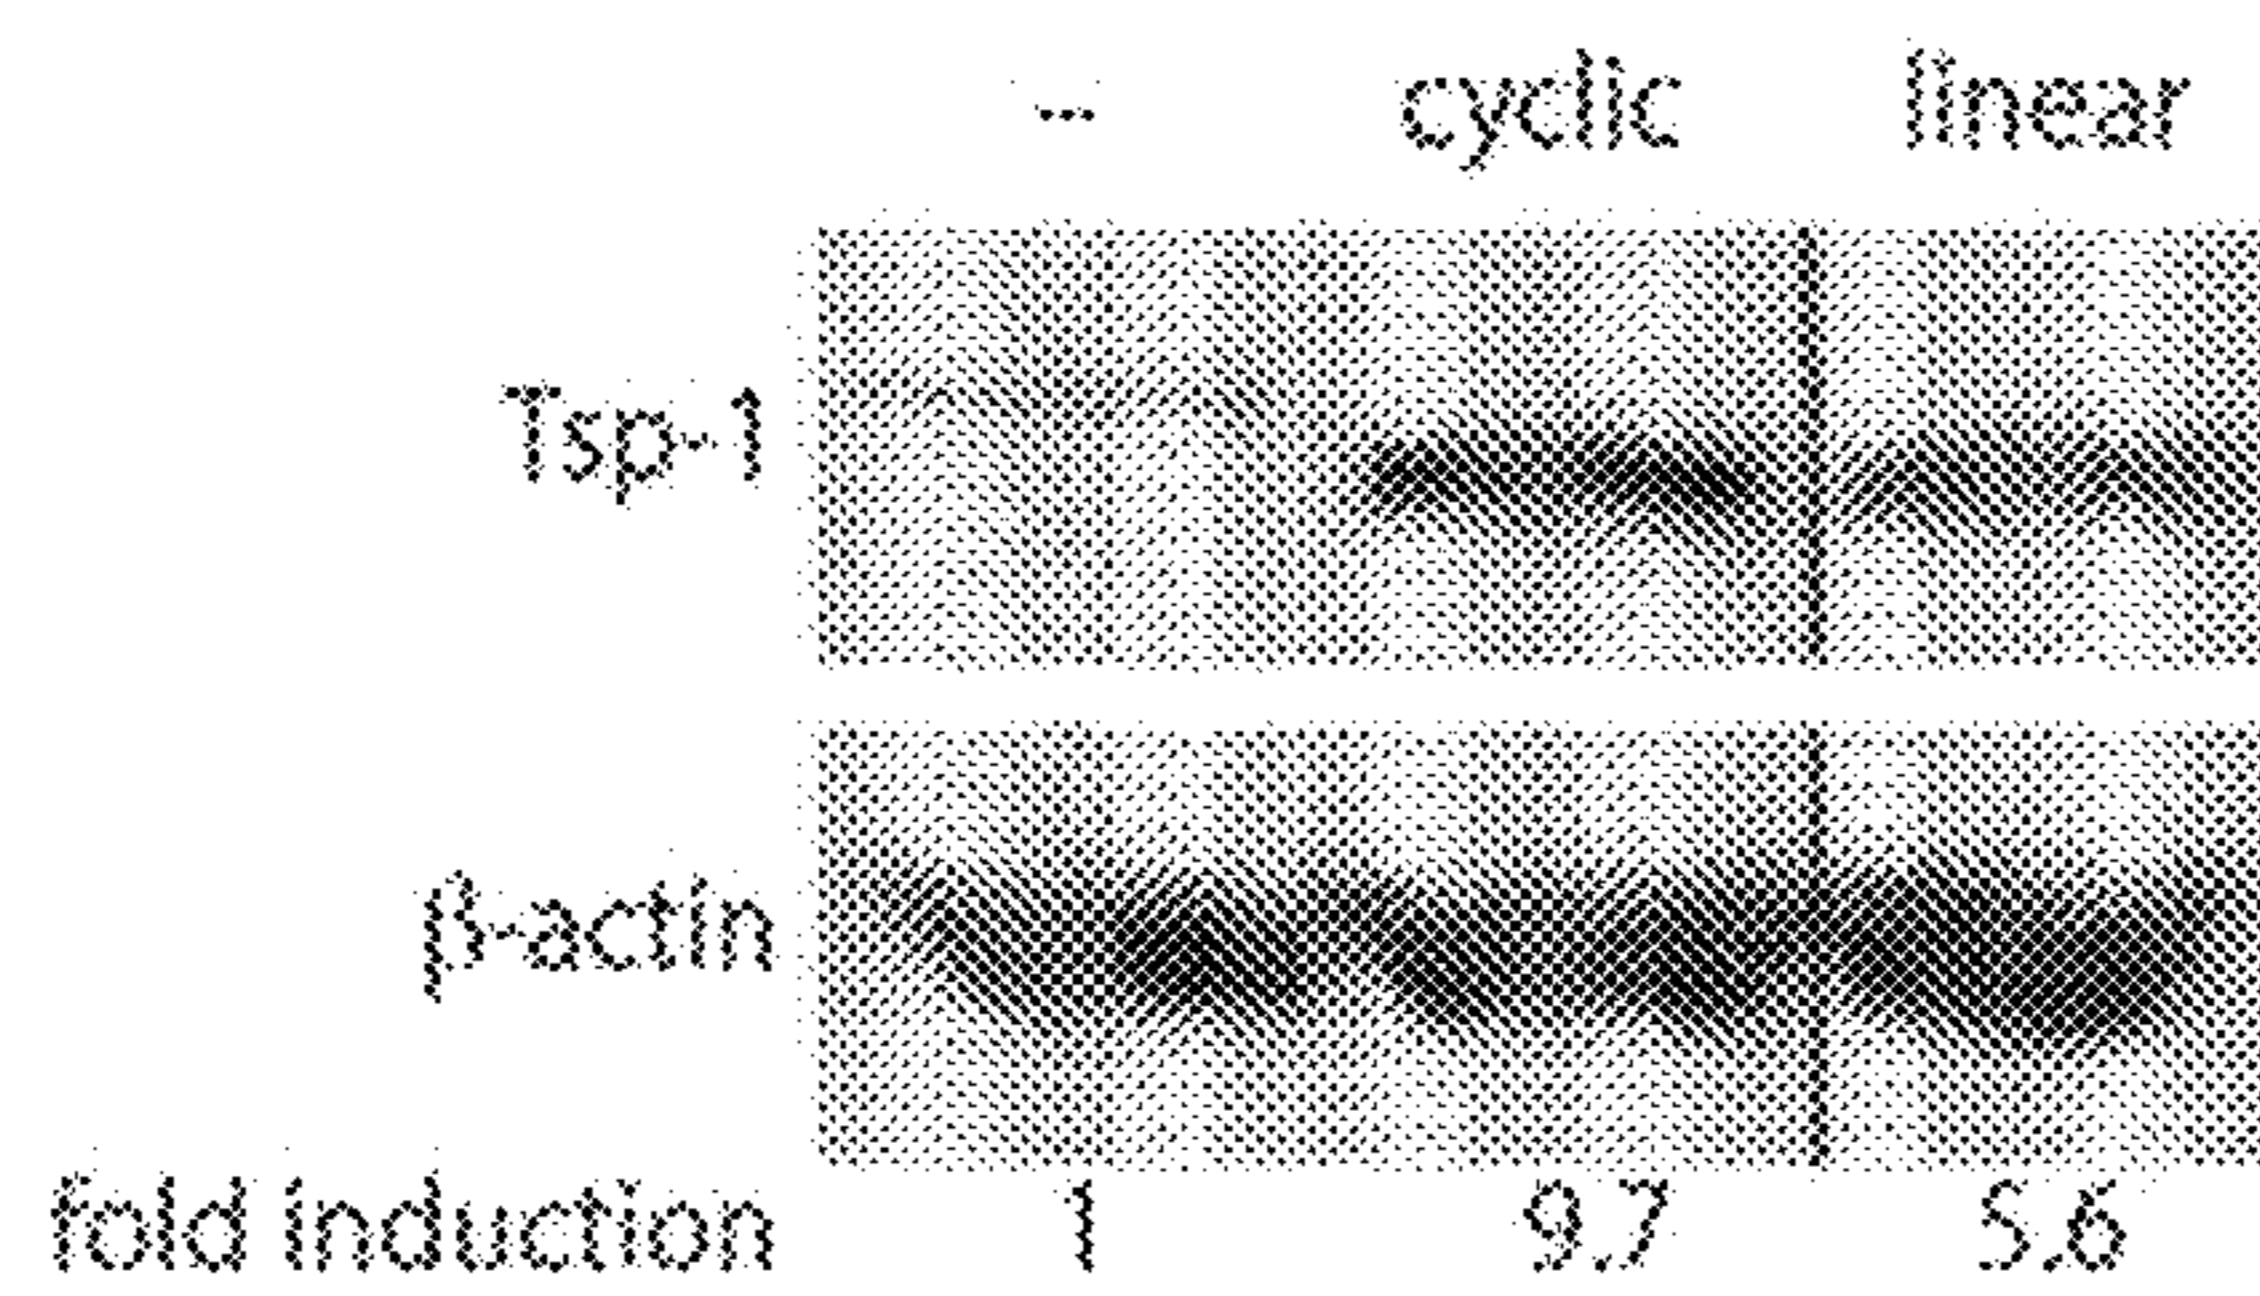 - cyclic linear
Tsp-1
β-actin
fold induction 1 9.7 5.6